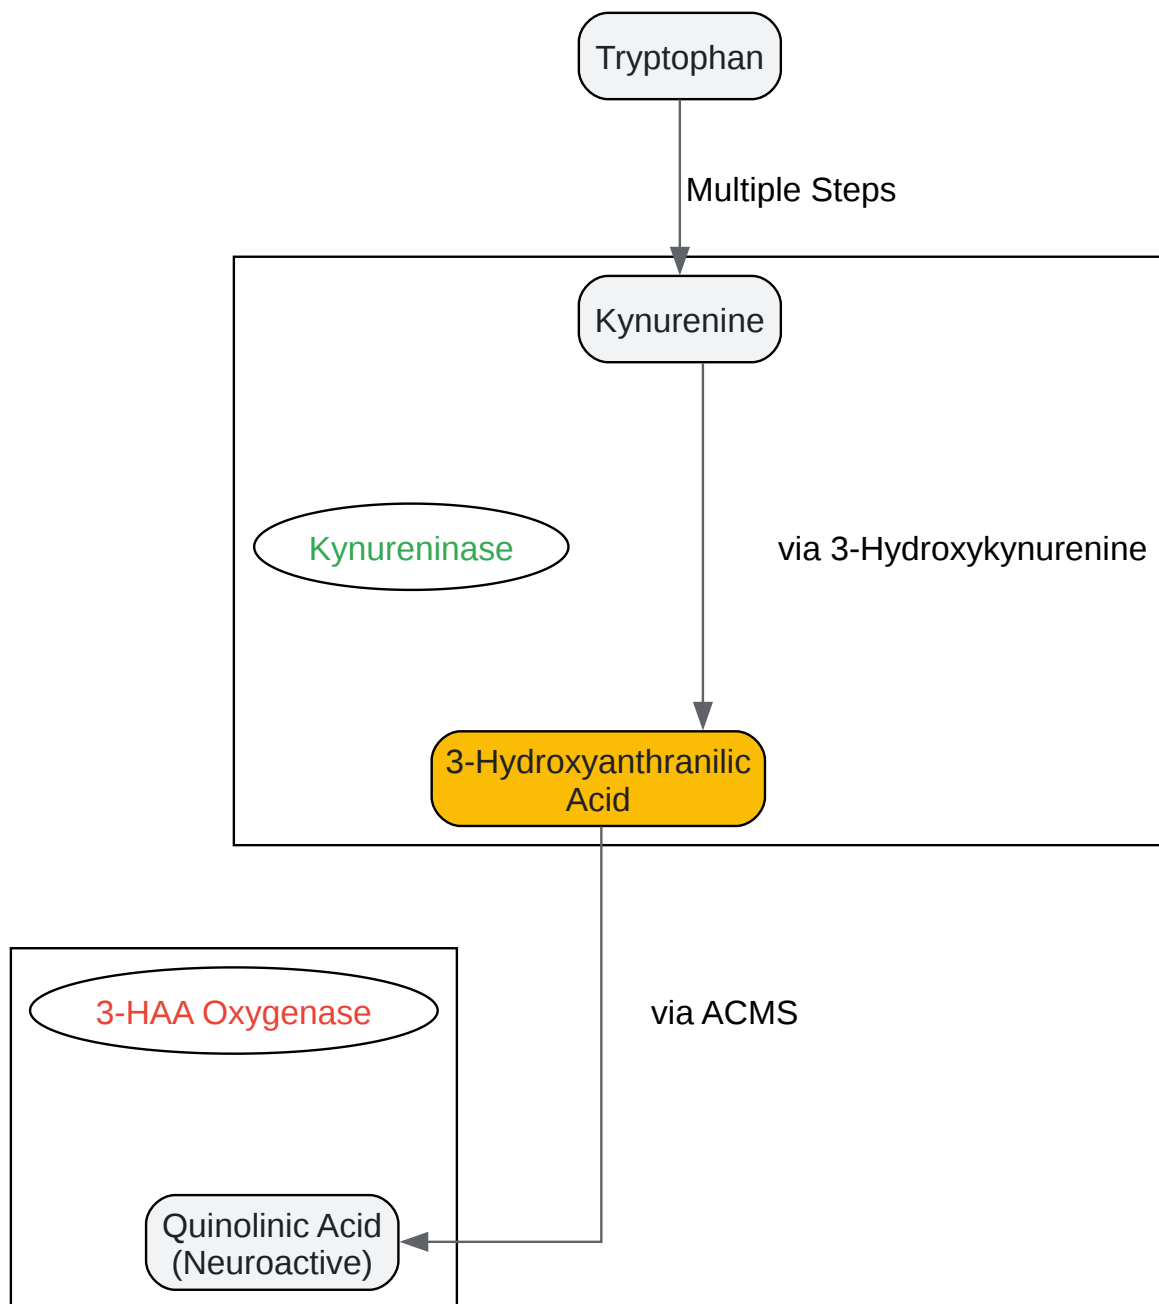 Tryptophan
Multiple Steps
Kynurenine
Kynureninase
via 3-Hydroxykynurenine
3-Hydroxyanthranilic
Acid
3-HAA Oxygenase
via ACMS
Quinolinic Acid
(Neuroactive)